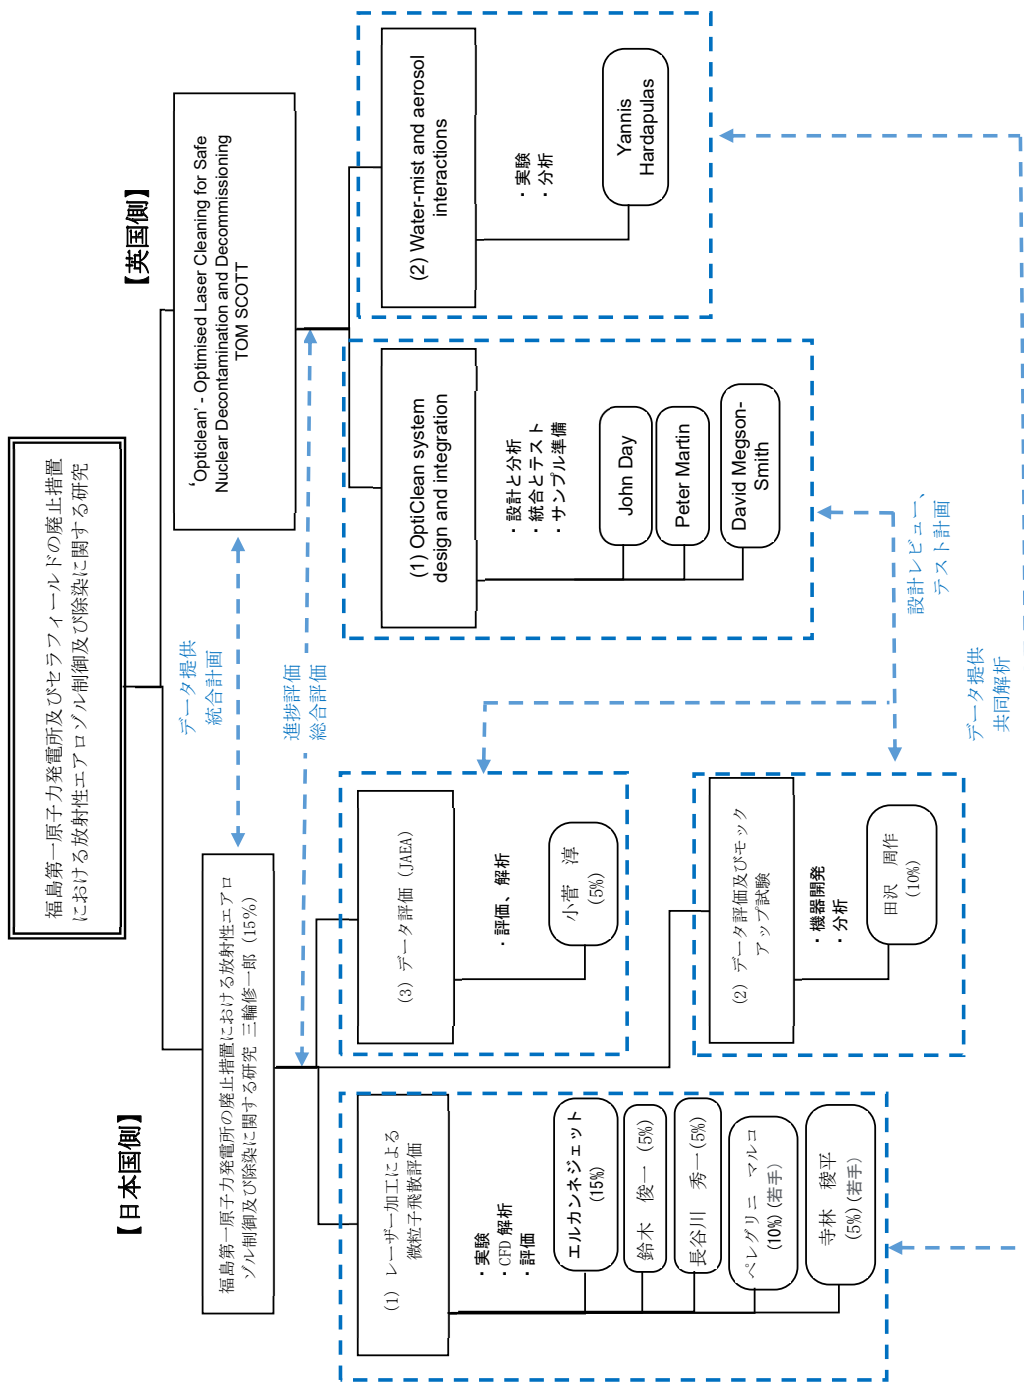 福島第一原子力発電所及びセラフィールドの廃止措置
における放射性エアロゾル制御及び除染に関する研究
【日本国側】
【英国側】
福島第一原子力発電所の廃止措置における放射性エアロ
ゾル制御及び除染に関する研究 三輪修一郎 (15%)
データ提供
統合計画
‘Opticlean’ - Optimised Laser Cleaning for Safe
Nuclear Decontamination and Decommissioning
TOM SCOTT
進捗評価
総合評価
(1) レーザー加工による
微粒子飛散評価
・実験
・CFD 解析
・評価
エルカンネジェット
(15%)
鈴木 俊一 (5%)
長谷川 秀一(5%)
ペレグリニ マルコ
(10%)(若手)
寺林 稜平
(5%)(若手)
(3) データ評価 (JAEA)
・評価、解析
小菅 淳
(5%)
(2) データ評価及びモック
アップ試験
・機器開発
・分析
田沢 周作
(10%)
(1) OptiClean system
design and integration
・設計と分析
・統合とテスト
・サンプル準備
John Day
Peter Martin
David Megson-
Smith
(2) Water-mist and aerosol
interactions
・実験
・分析
Yannis
Hardapulas
設計レビュー、
テスト計画
データ提供
共同解析